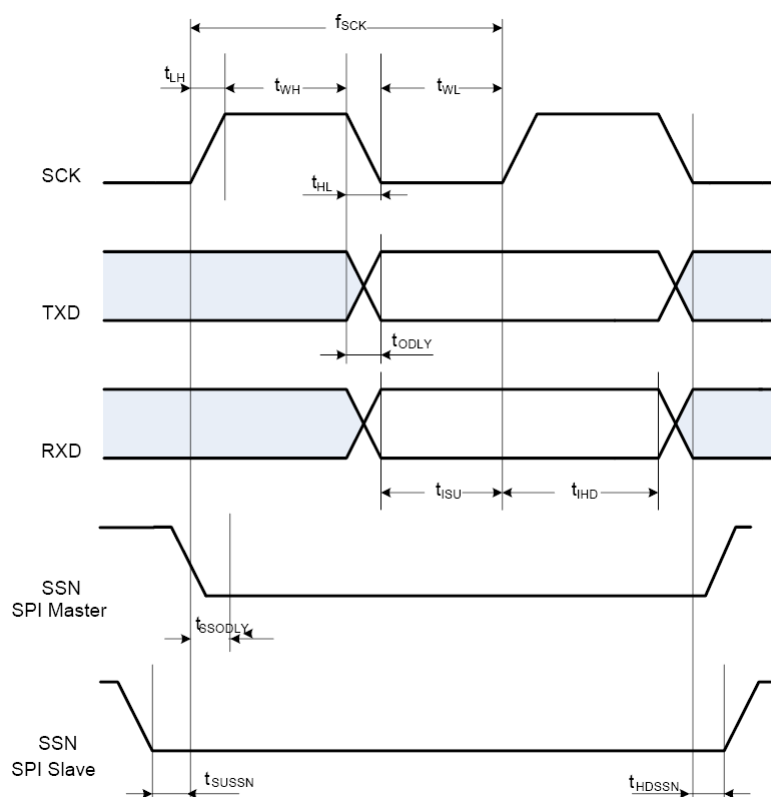 fSCK
tLH
tWH
tWL
SCK
tHL
TXD
tODLY
RXD
tISU
tIHD
SSN
SPI Master
tSSODLY
SSN
SPI Slave
tSUSSN
tHDSSN